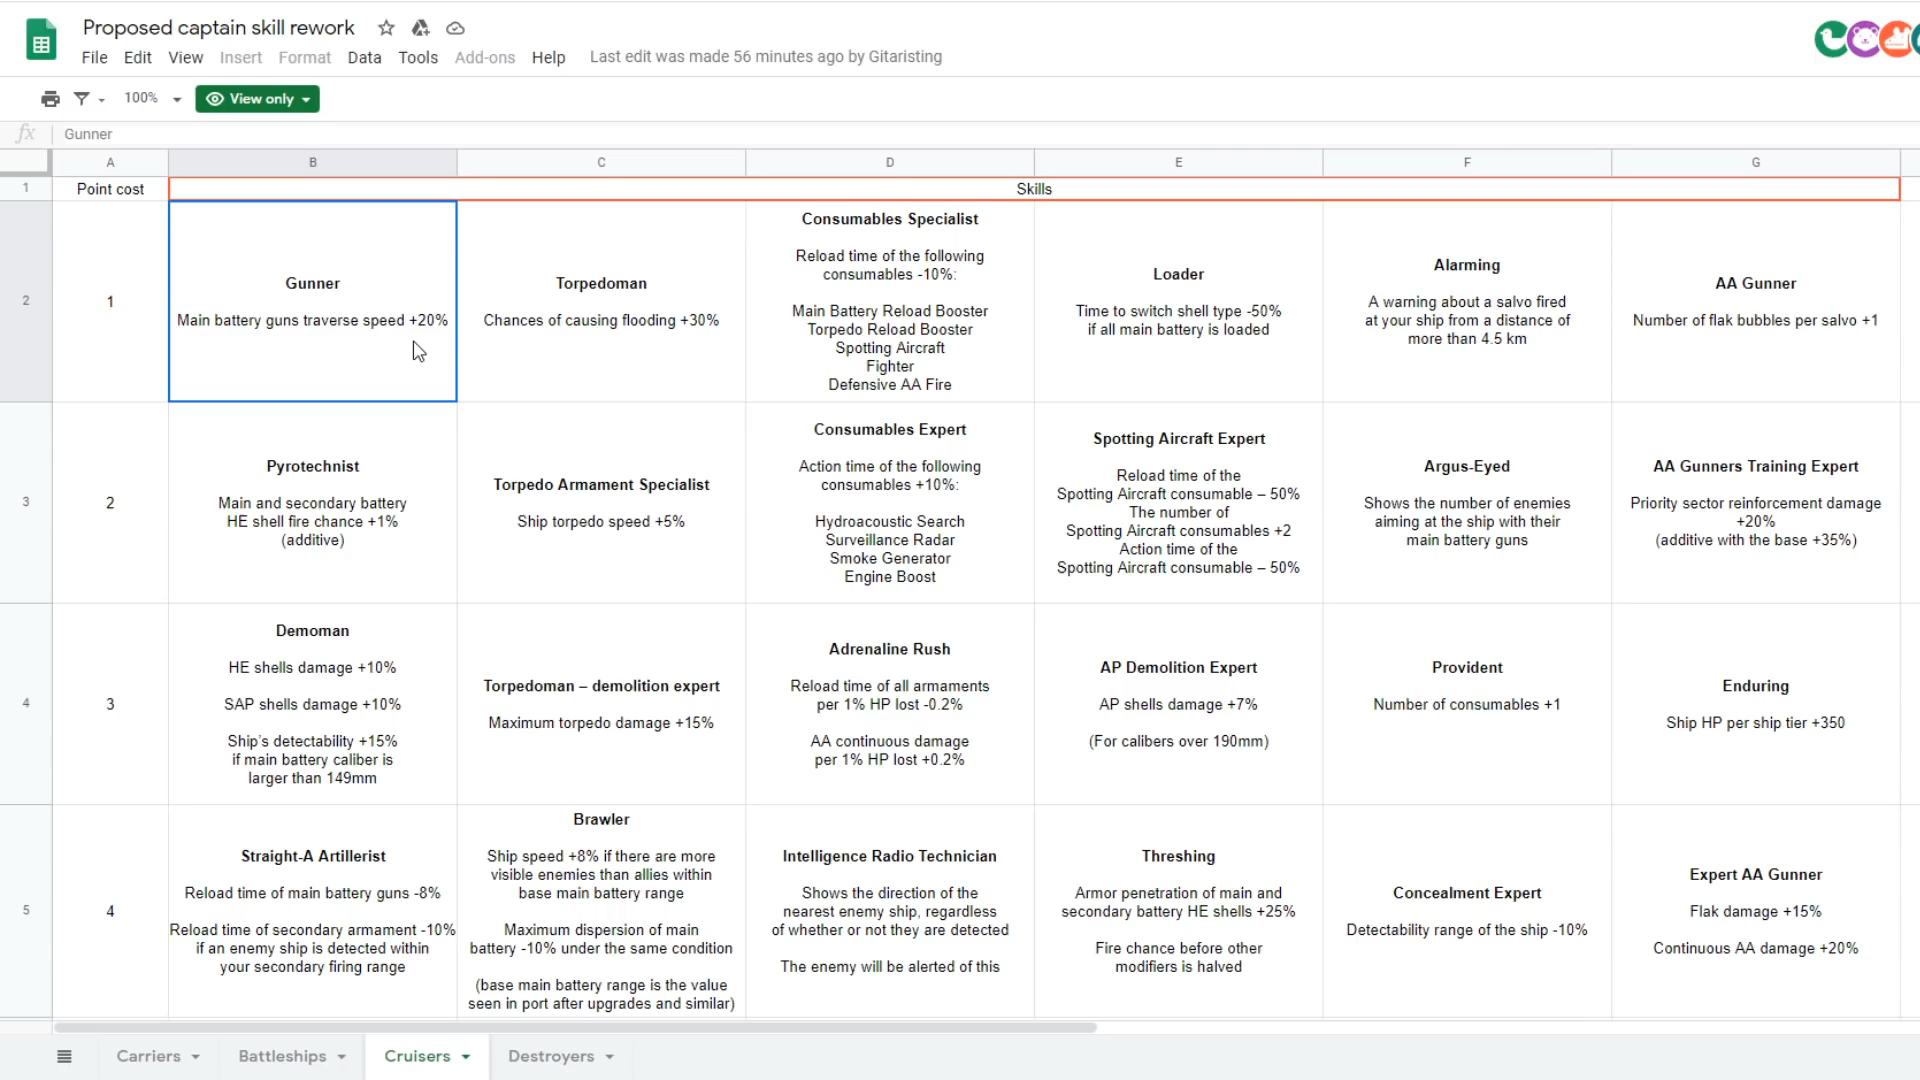 Proposed captain skill rework
File Edit View Insert Format Data Tools Add-ons Help Last edit was made 56 minutes ago by Gitaristing
100% View only
fx Gunner
A B C D E F G
1 Point cost Skills
2
1
Gunner
Main battery guns traverse speed +20%
Torpedoman
Chances of causing flooding +30%
Consumables Specialist
Reload time of the following
consumables -10%:
Main Battery Reload Booster
Torpedo Reload Booster
Spotting Aircraft
Fighter
Defensive AA Fire
Loader
Time to switch shell type -50%
if all main battery is loaded
Alarming
A warning about a salvo fired
at your ship from a distance of
more than 4.5 km
AA Gunner
Number of flak bubbles per salvo +1
3
2
Pyrotechnist
Main and secondary battery
HE shell fire chance +1%
(additive)
Torpedo Armament Specialist
Ship torpedo speed +5%
Consumables Expert
Action time of the following
consumables +10%:
Hydroacoustic Search
Surveillance Radar
Smoke Generator
Engine Boost
Spotting Aircraft Expert
Reload time of the
Spotting Aircraft consumable – 50%
The number of
Spotting Aircraft consumables +2
Action time of the
Spotting Aircraft consumable – 50%
Argus-Eyed
Shows the number of enemies
aiming at the ship with their
main battery guns
AA Gunners Training Expert
Priority sector reinforcement damage
+20%
(additive with the base +35%)
4
3
Demoman
HE shells damage +10%
SAP shells damage +10%
Ship's detectability +15%
if main battery caliber is
larger than 149mm
Torpedoman – demolition expert
Maximum torpedo damage +15%
Adrenaline Rush
Reload time of all armaments
per 1% HP lost -0.2%
AA continuous damage
per 1% HP lost +0.2%
AP Demolition Expert
AP shells damage +7%
(For calibers over 190mm)
Provident
Number of consumables +1
Enduring
Ship HP per ship tier +350
5
4
Straight-A Artillerist
Reload time of main battery guns -8%
Reload time of secondary armament -10%
if an enemy ship is detected within
your secondary firing range
Brawler
Ship speed +8% if there are more
visible enemies than allies within
base main battery range
Maximum dispersion of main
battery -10% under the same condition
(base main battery range is the value
seen in port after upgrades and similar)
Intelligence Radio Technician
Shows the direction of the
nearest enemy ship, regardless
of whether or not they are detected
The enemy will be alerted of this
Threshing
Armor penetration of main and
secondary battery HE shells +25%
Fire chance before other
modifiers is halved
Concealment Expert
Detectability range of the ship -10%
Expert AA Gunner
Flak damage +15%
Continuous AA damage +20%
Carriers Battleships Cruisers Destroyers